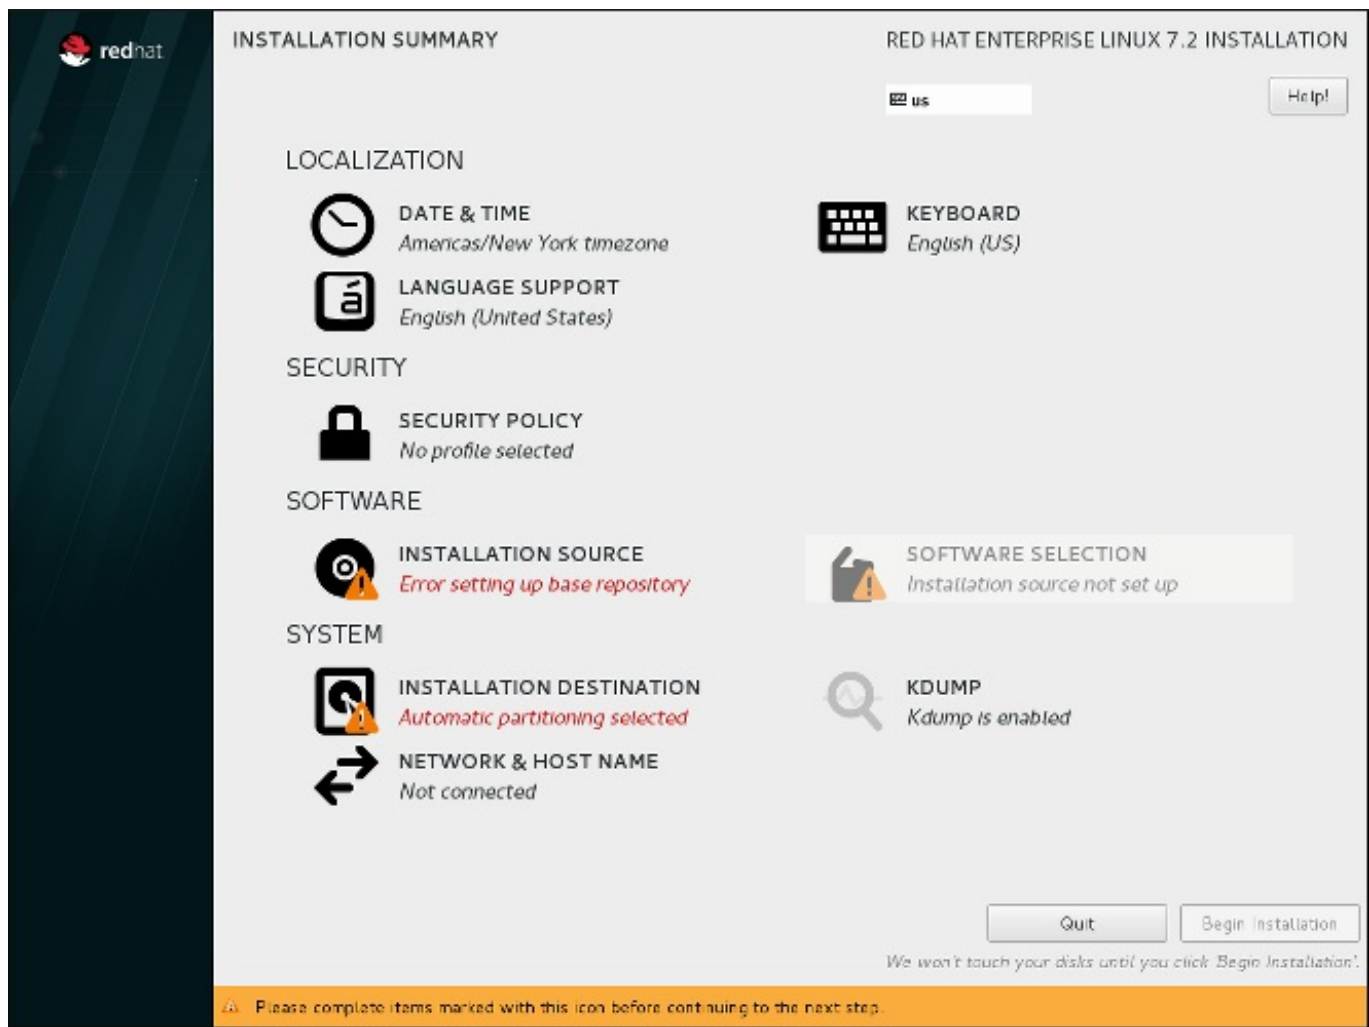 redhat
INSTALLATION SUMMARY
RED HAT ENTERPRISE LINUX 7.2 INSTALLATION
us
Help!
LOCALIZATION
DATE & TIME
Americas/New York timezone
KEYBOARD
English (US)
á
LANGUAGE SUPPORT
English (United States)
SECURITY
SECURITY POLICY
No profile selected
SOFTWARE
INSTALLATION SOURCE
Error setting up base repository
SOFTWARE SELECTION
Installation source not set up
SYSTEM
INSTALLATION DESTINATION
Automatic partitioning selected
KDUMP
Kdump is enabled
NETWORK & HOST NAME
Not connected
Quit
Begin Installation
We won't touch your disks until you click 'Begin Installation'.
Please complete items marked with this icon before continuing to the next step.